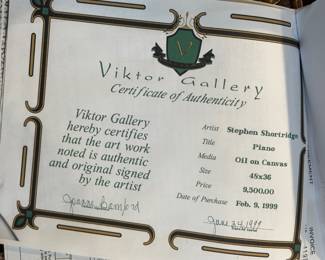 V
Viktor Gallery
Certificate of Authenticity
Viktor Gallery
hereby certifies
that the art work
noted is authentic
and original signed
by the artist
Artist Stephen Shortridge
Title Piano
Media Oil on Canvas
Size 45x36
Price 9,500.00
Date of Purchase Feb. 9, 1999
INVOICE